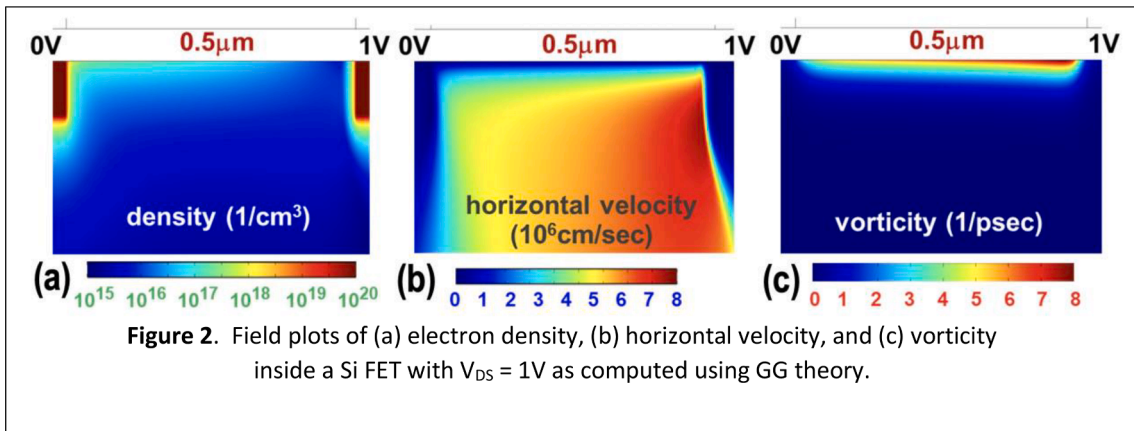 0V 0.5μm 1V
0V 0.5μm 1V
0V 0.5μm 1V
density (1/cm³)
horizontal velocity
(10⁶cm/sec)
vorticity (1/psec)
(a)
10¹⁵ 10¹⁶ 10¹⁷ 10¹⁸ 10¹⁹ 10²⁰
(b)
0 1 2 3 4 5 6 7 8
(c)
0 1 2 3 4 5 6 7 8
Figure 2. Field plots of (a) electron density, (b) horizontal velocity, and (c) vorticity
inside a Si FET with V_DS = 1V as computed using GG theory.